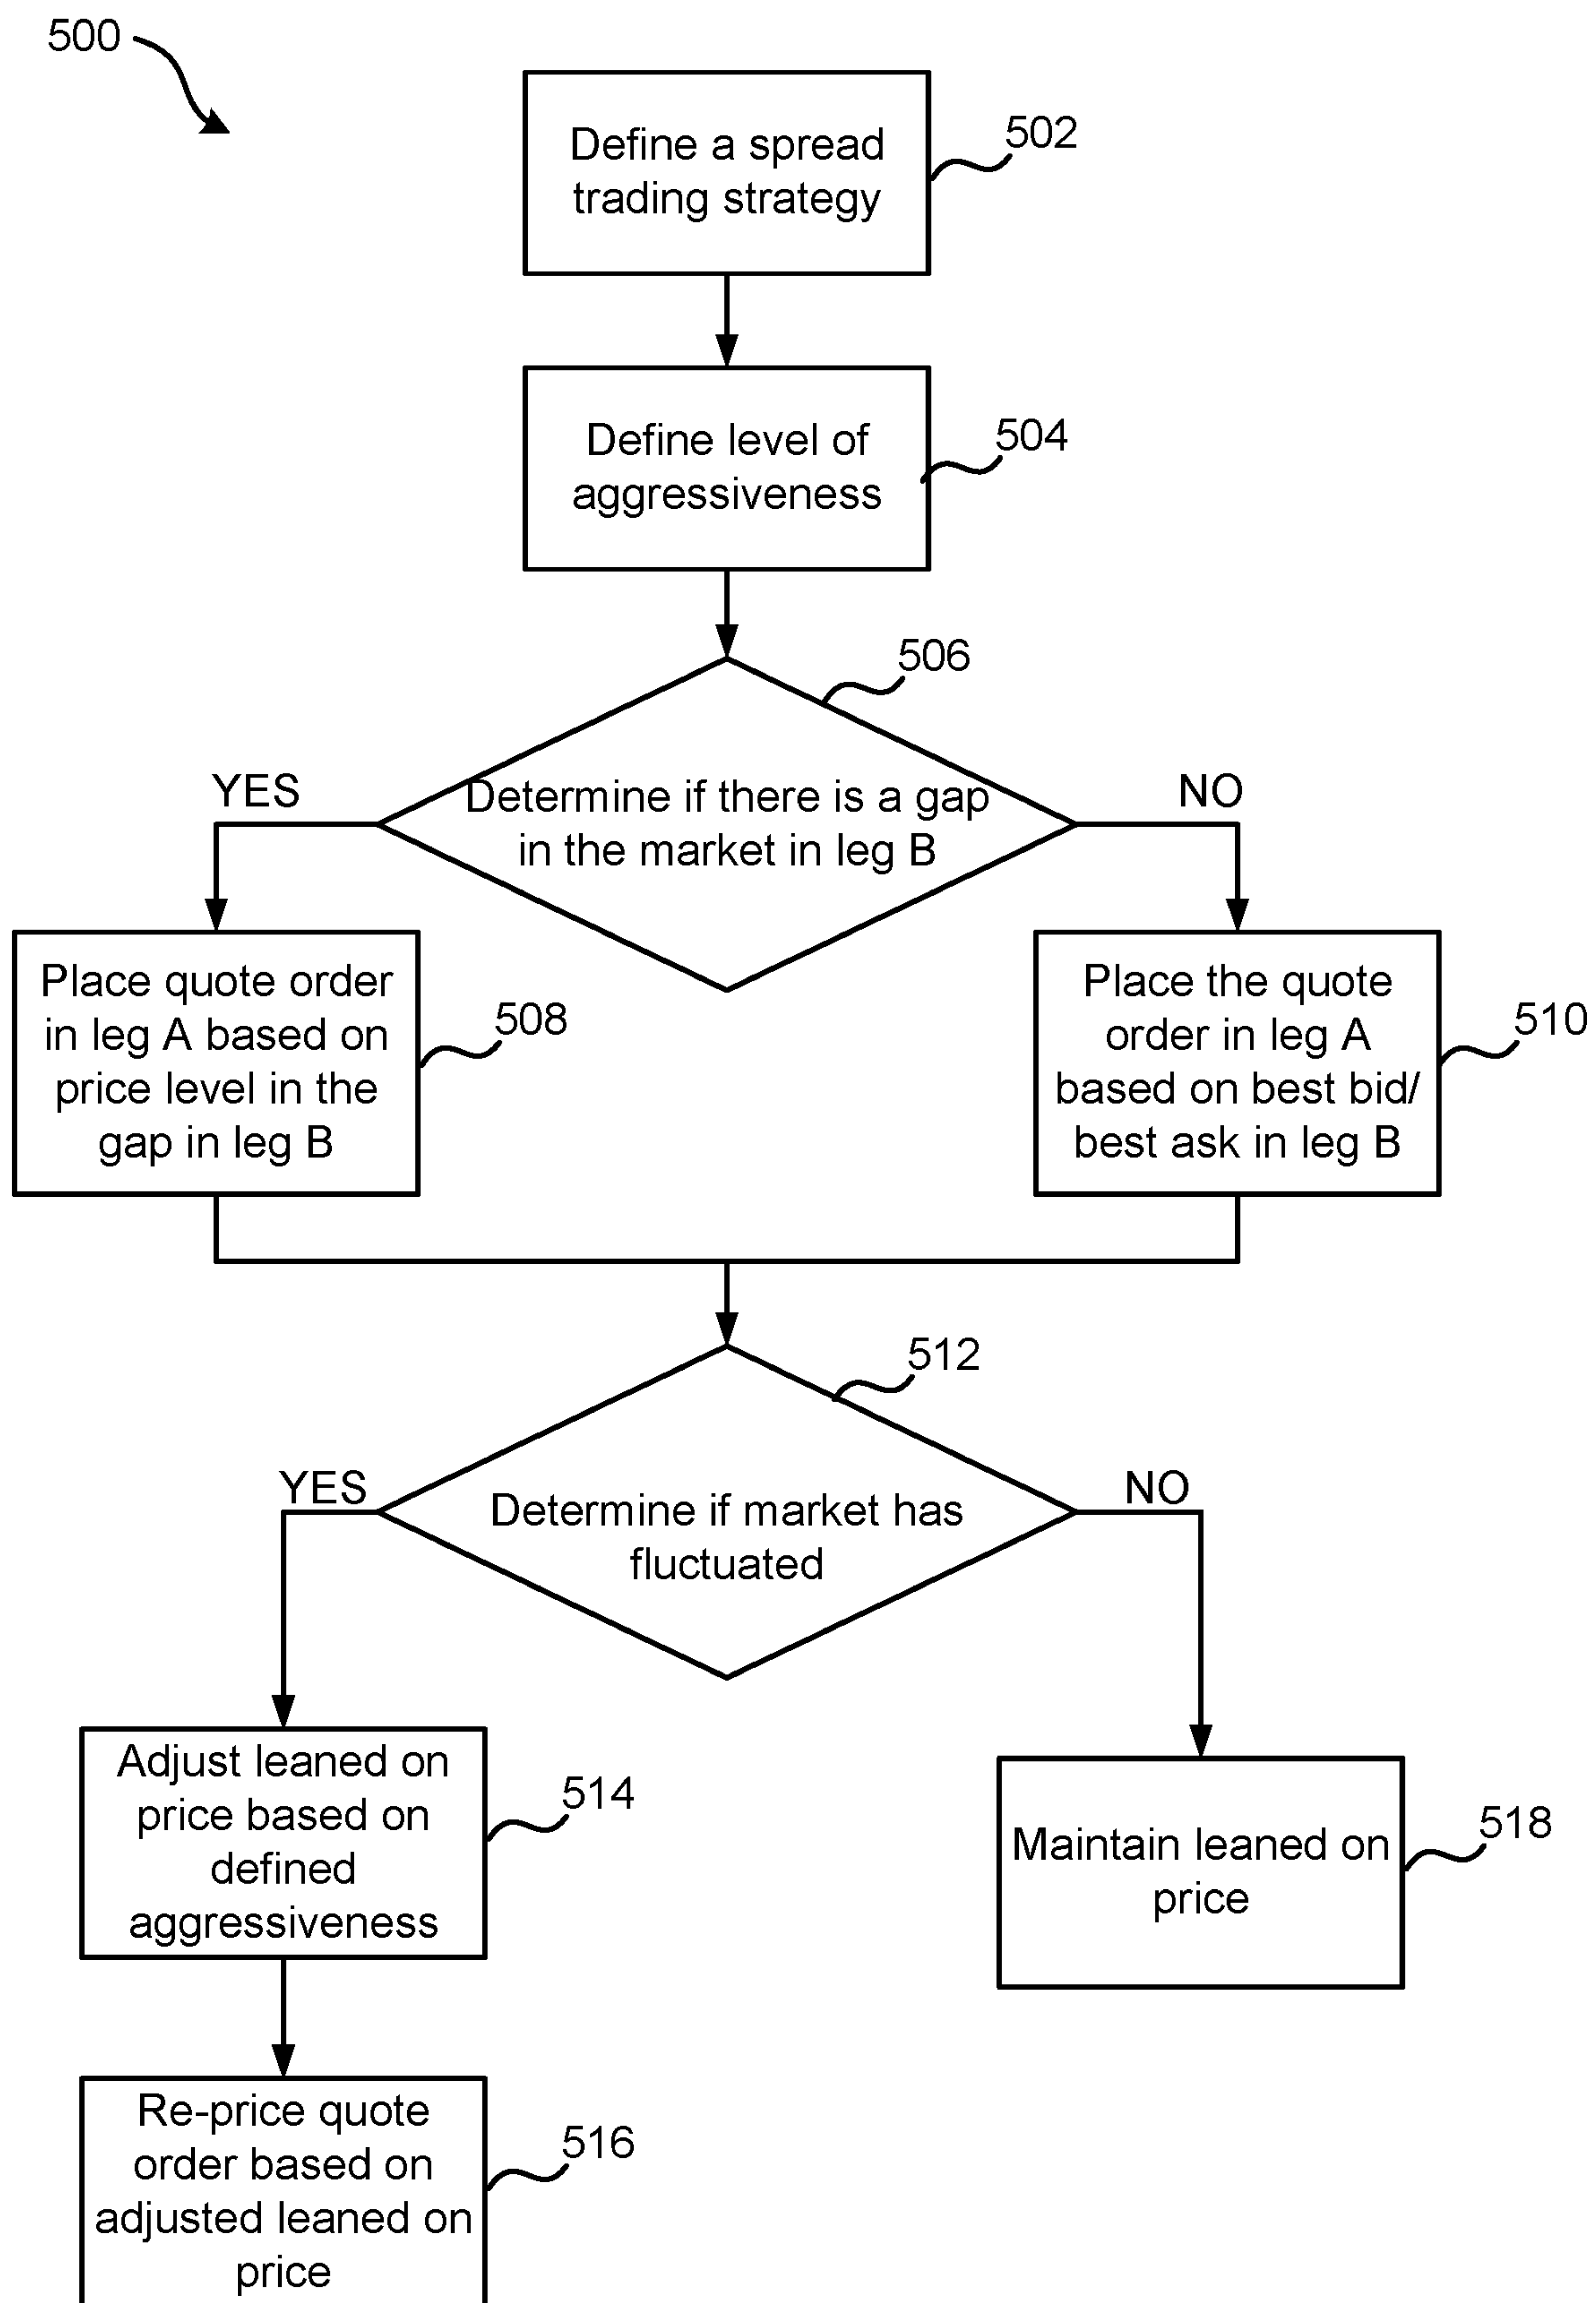 500
Define a spread
trading strategy
502
Define level of
aggressiveness
504
506
Determine if there is a gap
in the market in leg B
YES
NO
Place quote order
in leg A based on
price level in the
gap in leg B
508
Place the quote
order in leg A
based on best bid/
best ask in leg B
510
512
Determine if market has
fluctuated
YES
NO
Adjust leaned on
price based on
defined
aggressiveness
514
Maintain leaned on
price
518
Re-price quote
order based on
adjusted leaned on
price
516